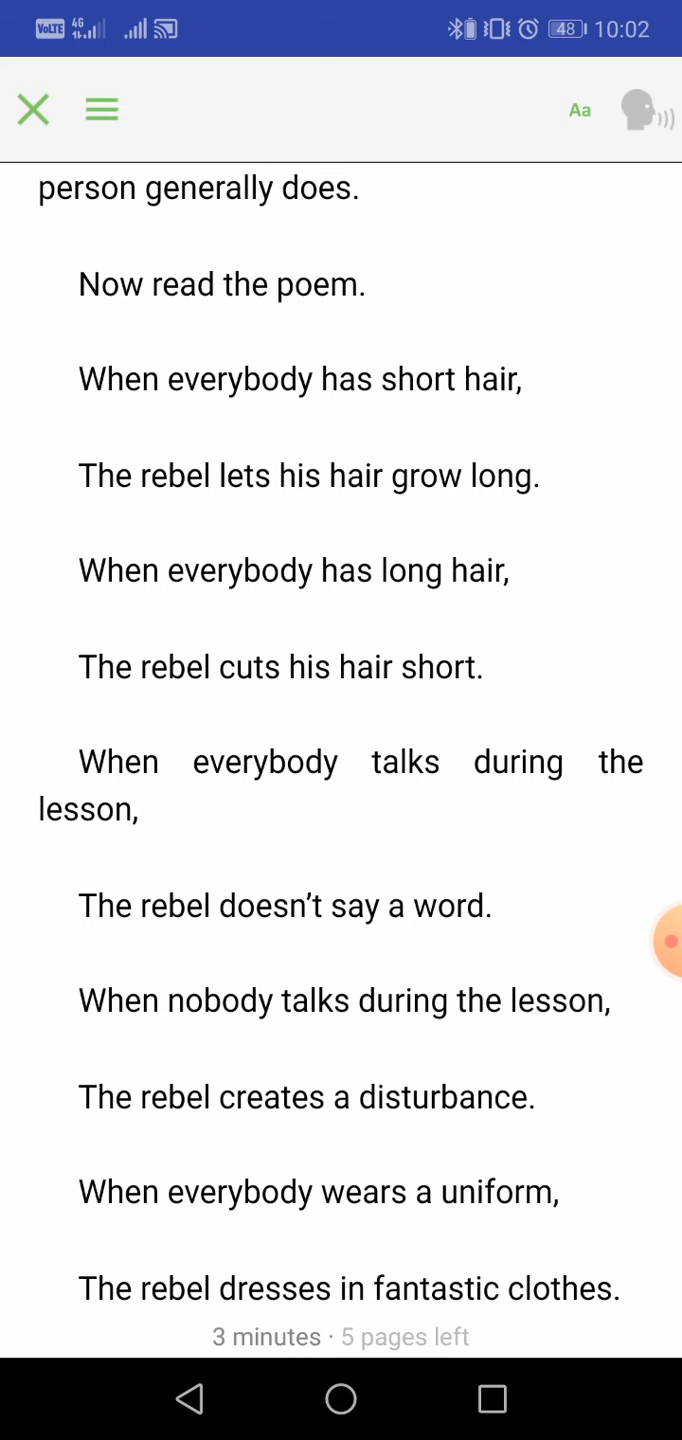 VoLTE 4G 48 10:02
Aa
person generally does.
Now read the poem.
When everybody has short hair,
The rebel lets his hair grow long.
When everybody has long hair,
The rebel cuts his hair short.
When everybody talks during the
lesson,
The rebel doesn’t say a word.
When nobody talks during the lesson,
The rebel creates a disturbance.
When everybody wears a uniform,
The rebel dresses in fantastic clothes.
3 minutes · 5 pages left